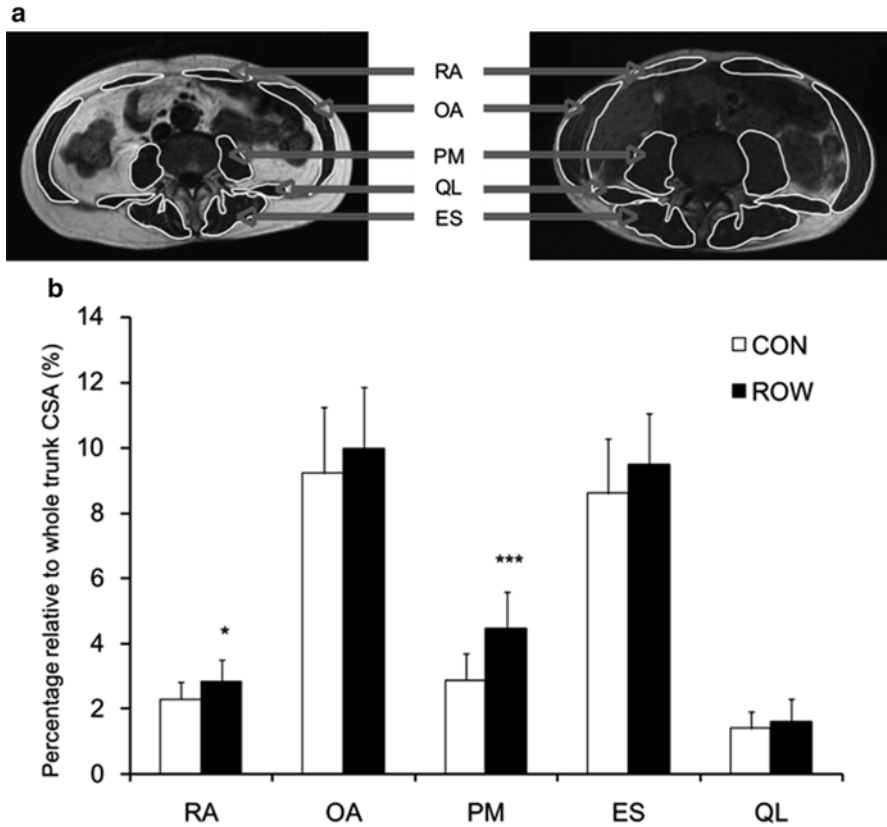 a
RA
OA
PM
QL
ES
b
Percentage relative to whole trunk CSA (%)
14
12
10
8
6
4
2
0
CON
ROW
*
***
RA OA PM ES QL